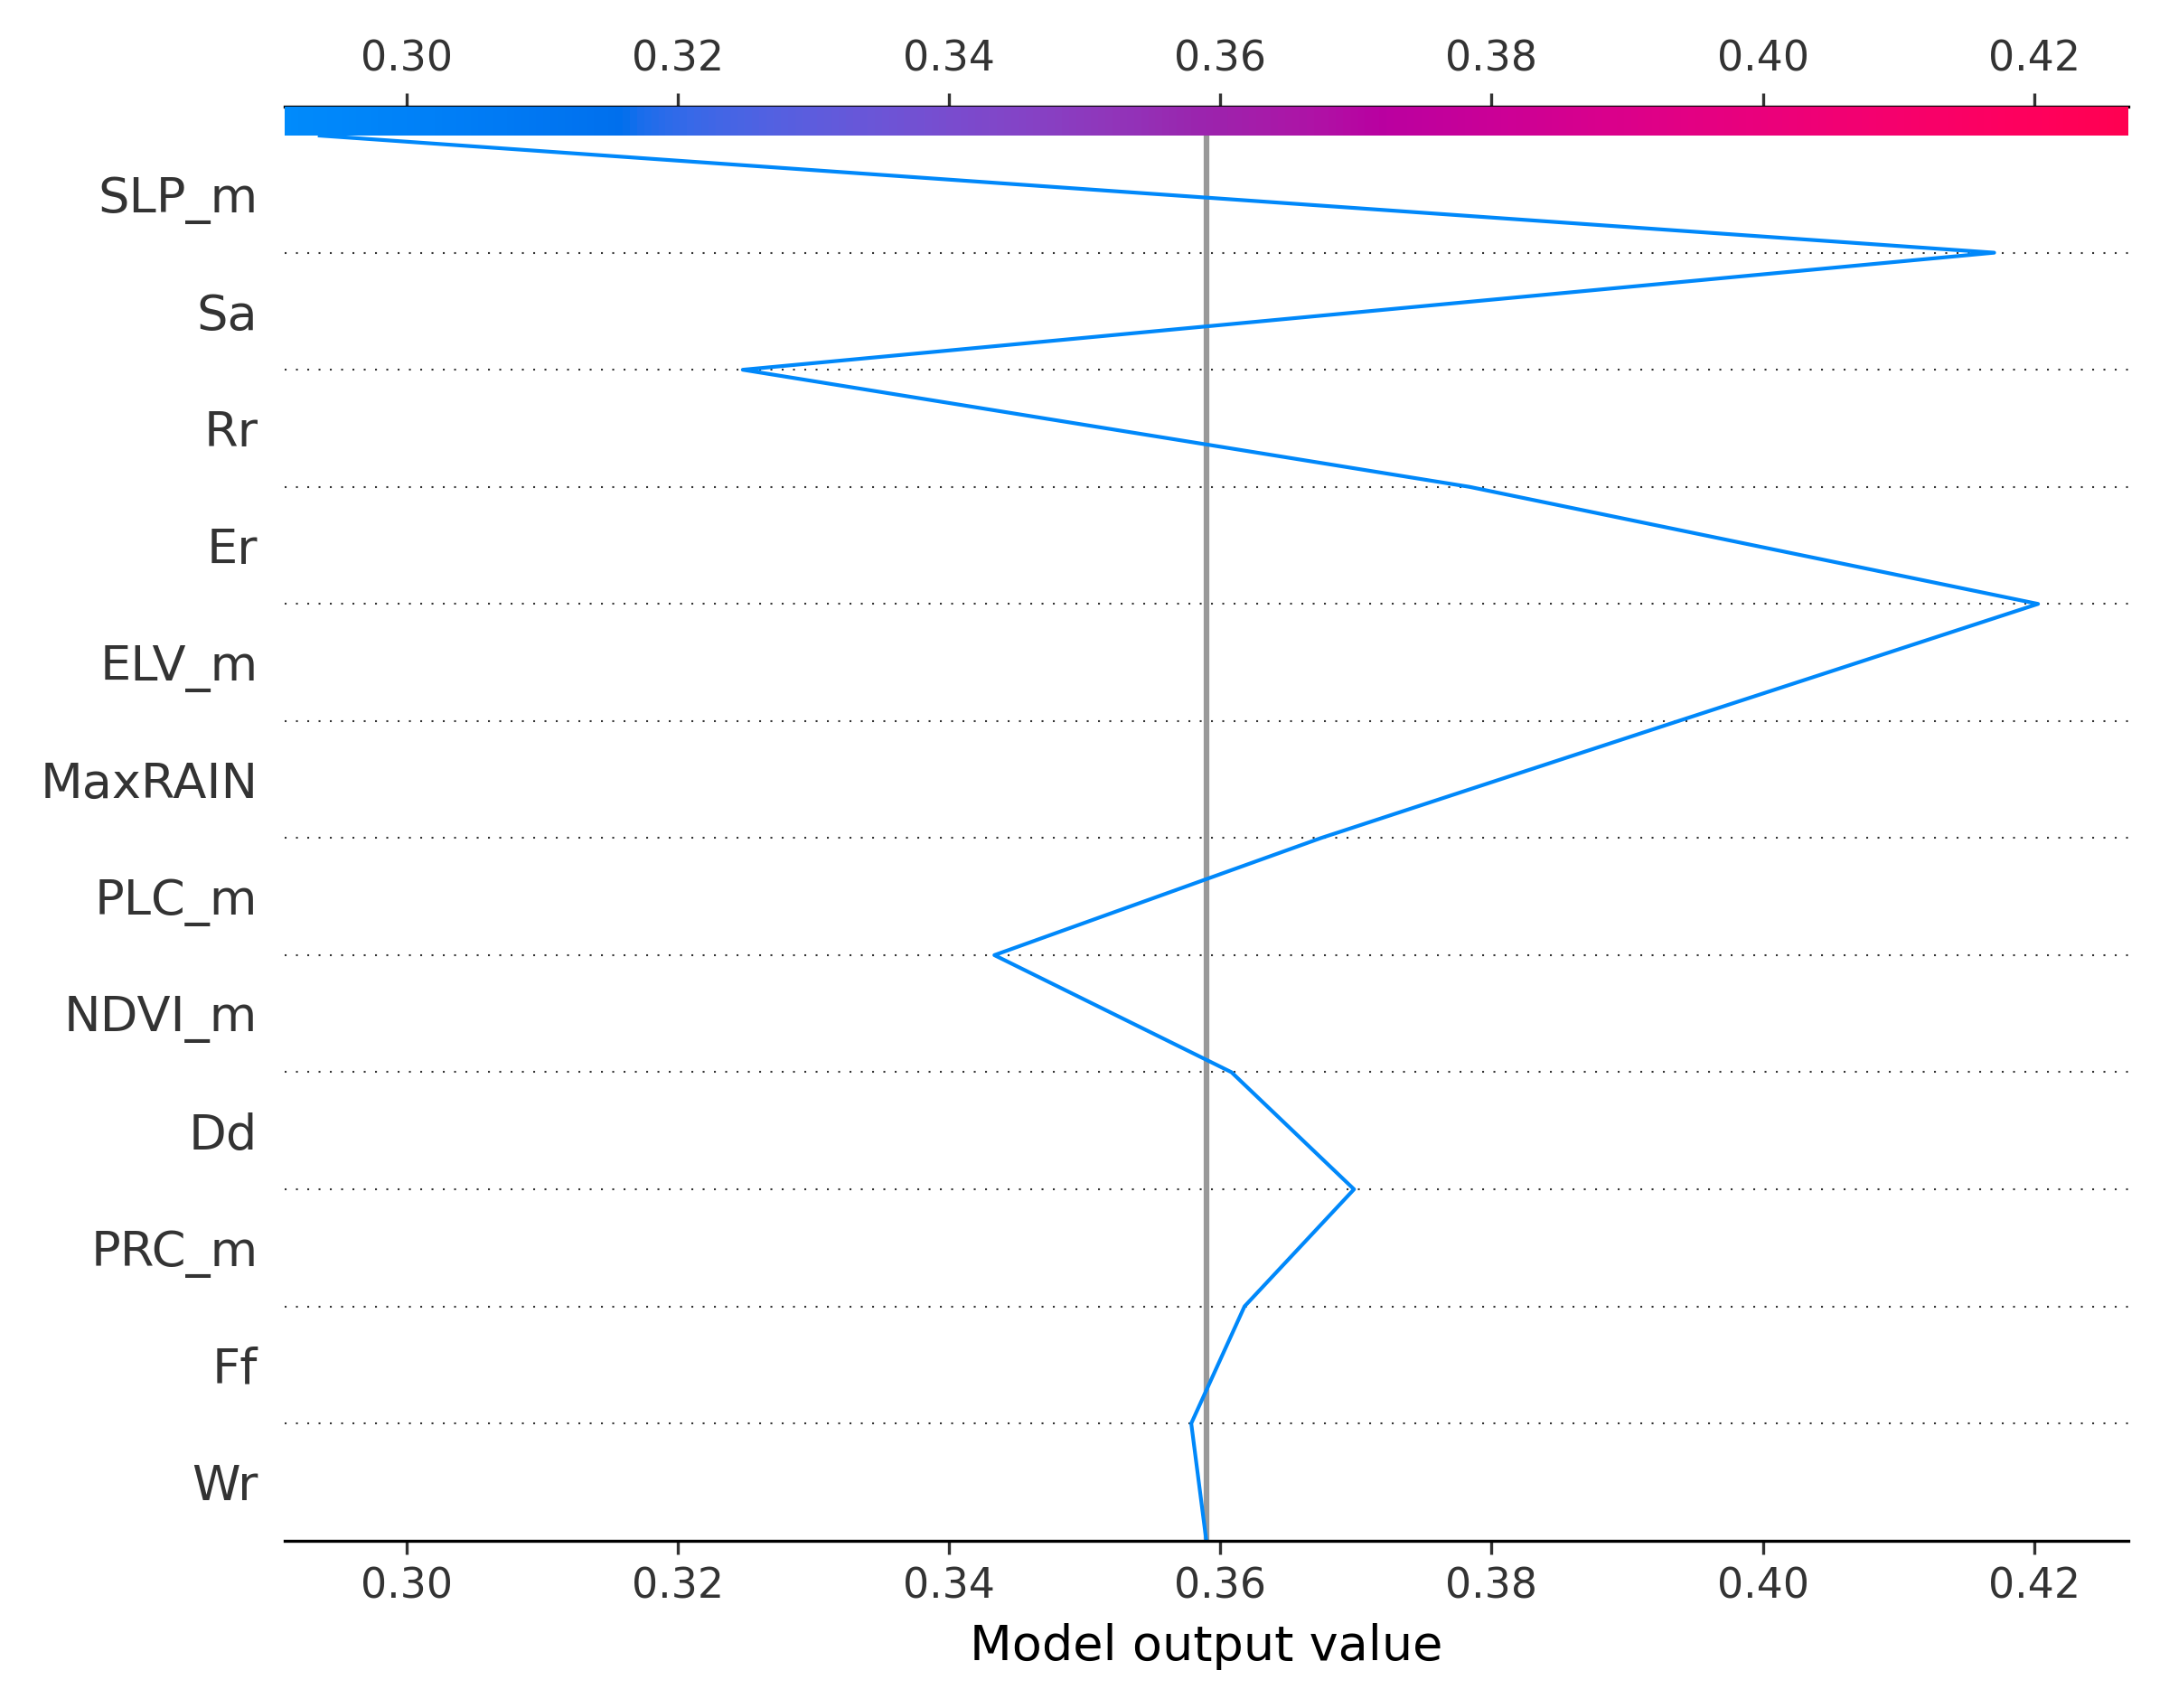 0.30 0.32 0.34 0.36 0.38 0.40 0.42
SLP_m
Sa
Rr
Er
ELV_m
MaxRAIN
PLC_m
NDVI_m
Dd
PRC_m
Ff
Wr
0.30 0.32 0.34 0.36 0.38 0.40 0.42
Model output value